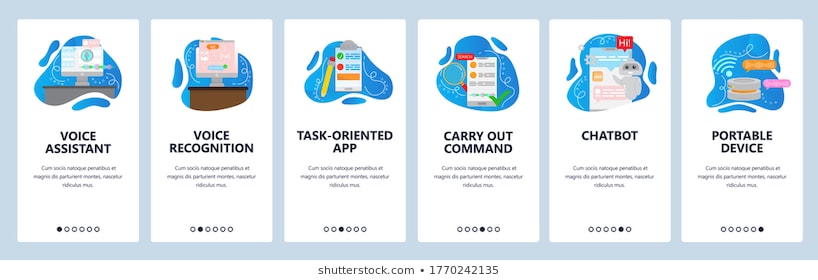 VOICE
ASSISTANT
Cum sociis natoque penatibus et
magnis dis parturient montes, nascetur
ridiculus mus.
VOICE
RECOGNITION
Cum sociis natoque penatibus et
magnis dis parturient montes, nascetur
ridiculus mus.
TASK-ORIENTED
APP
Cum sociis natoque penatibus et
magnis dis parturient montes, nascetur
ridiculus mus.
SEARCH
CARRY OUT
COMMAND
Cum sociis natoque penatibus et
magnis dis parturient montes, nascetur
ridiculus mus.
Hi!
CHATBOT
Cum sociis natoque penatibus et
magnis dis parturient montes, nascetur
ridiculus mus.
PORTABLE
DEVICE
Cum sociis natoque penatibus et
magnis dis parturient montes, nascetur
ridiculus mus.
shutterstock.com • 1770242135